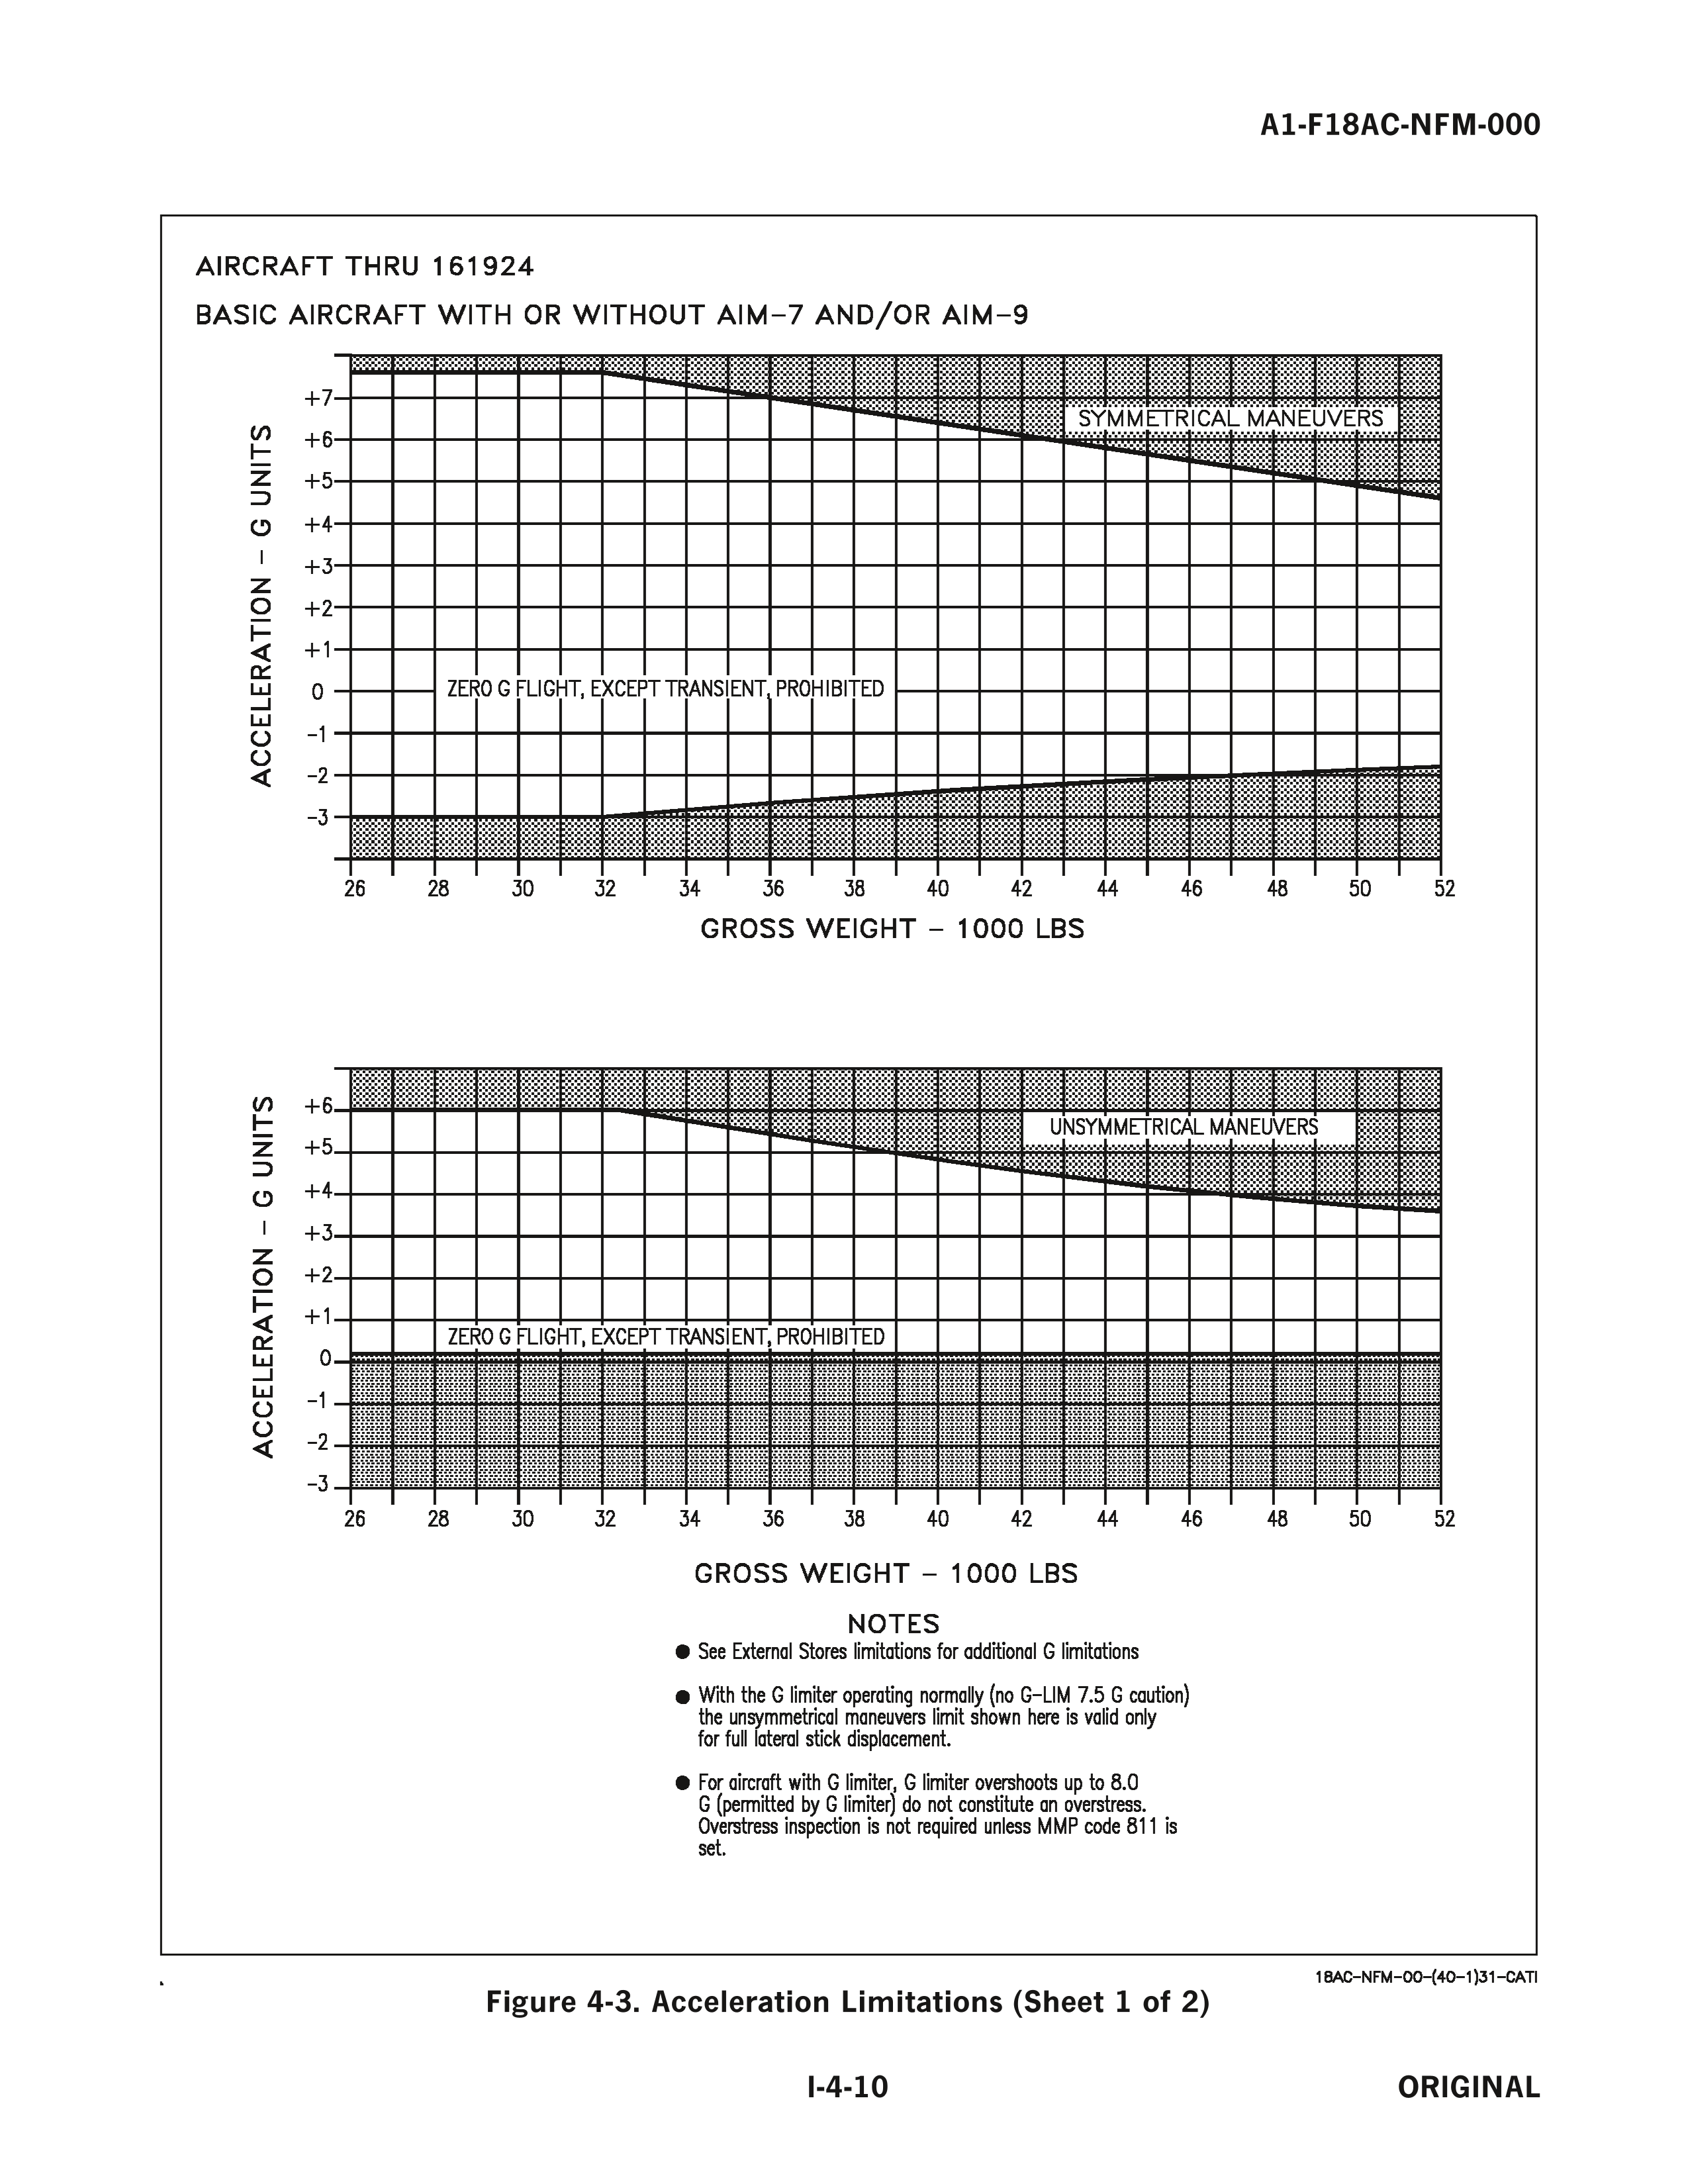 A1-F18AC-NFM-000
AIRCRAFT THRU 161924
BASIC AIRCRAFT WITH OR WITHOUT AIM-7 AND/OR AIM-9
ACCELERATION - G UNITS
+7
+6
+5
+4
+3
+2
+1
0
-1
-2
-3
SYMMETRICAL MANEUVERS
ZERO G FLIGHT, EXCEPT TRANSIENT, PROHIBITED
26 28 30 32 34 36 38 40 42 44 46 48 50 52
GROSS WEIGHT - 1000 LBS
ACCELERATION - G UNITS
+6
+5
+4
+3
+2
+1
0
-1
-2
-3
UNSYMMETRICAL MANEUVERS
ZERO G FLIGHT, EXCEPT TRANSIENT, PROHIBITED
26 28 30 32 34 36 38 40 42 44 46 48 50 52
GROSS WEIGHT - 1000 LBS
NOTES
● See External Stores limitations for additional G limitations
● With the G limiter operating normally (no G-LIM 7.5 G caution)
the unsymmetrical maneuvers limit shown here is valid only
for full lateral stick displacement.
● For aircraft with G limiter, G limiter overshoots up to 8.0
G (permitted by G limiter) do not constitute an overstress.
Overstress inspection is not required unless MMP code 811 is
set.
18AC-NFM-00-(40-1)31-CATI
Figure 4-3. Acceleration Limitations (Sheet 1 of 2)
I-4-10
ORIGINAL